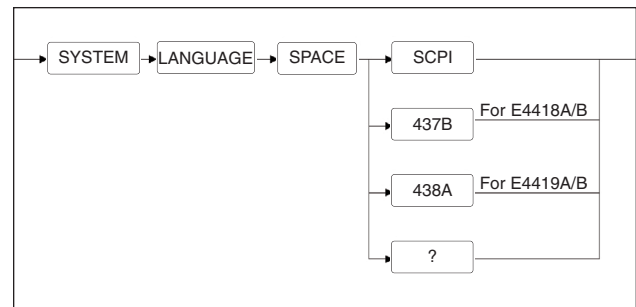 SYSTEM LANGUAGE SPACE SCPI
437B For E4418A/B
438A For E4419A/B
?